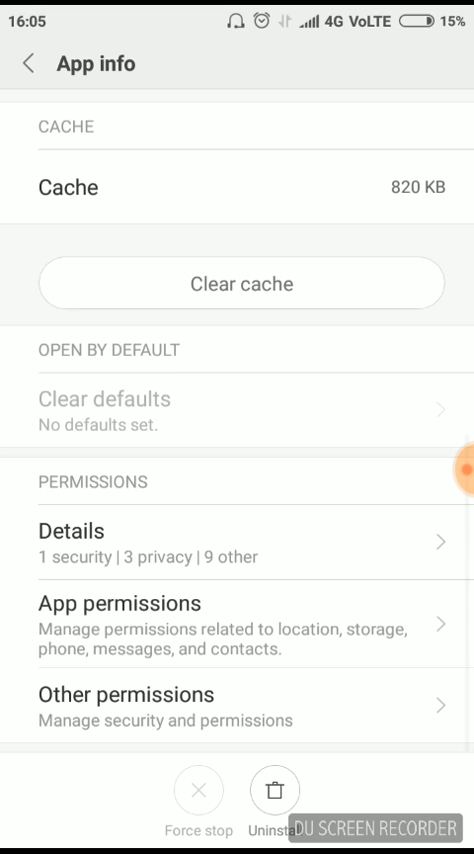 16:05 4G VoLTE 15%
App info
CACHE
Cache 820 KB
Clear cache
OPEN BY DEFAULT
Clear defaults
No defaults set.
PERMISSIONS
Details
1 security | 3 privacy | 9 other
App permissions
Manage permissions related to location, storage,
phone, messages, and contacts.
Other permissions
Manage security and permissions
Force stop
DU SCREEN RECORDER